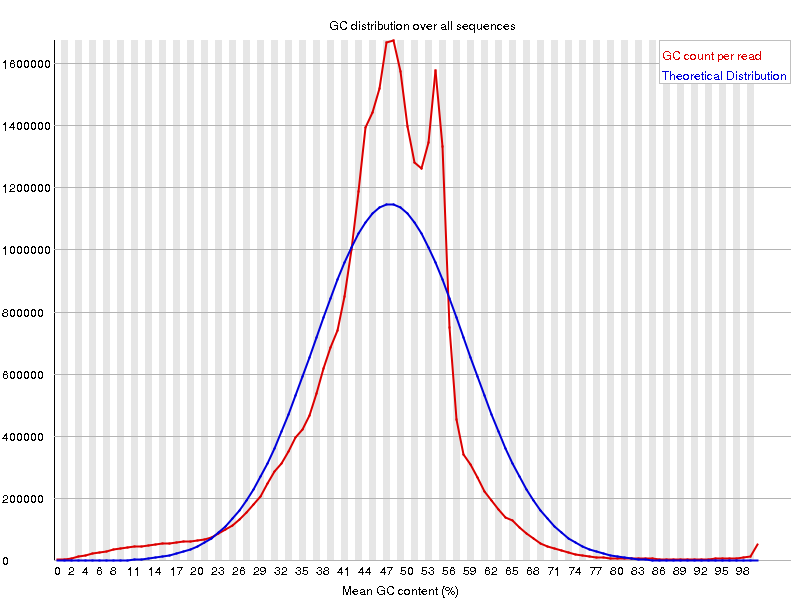 GC distribution over all sequences
GC count per read
Theoretical Distribution
1600000
1400000
1200000
1000000
800000
600000
400000
200000
0
0 2 4 6 8 11 14 17 20 23 26 29 32 35 38 41 44 47 50 53 56 59 62 65 68 71 74 77 80 83 86 89 92 95 98
Mean GC content (%)